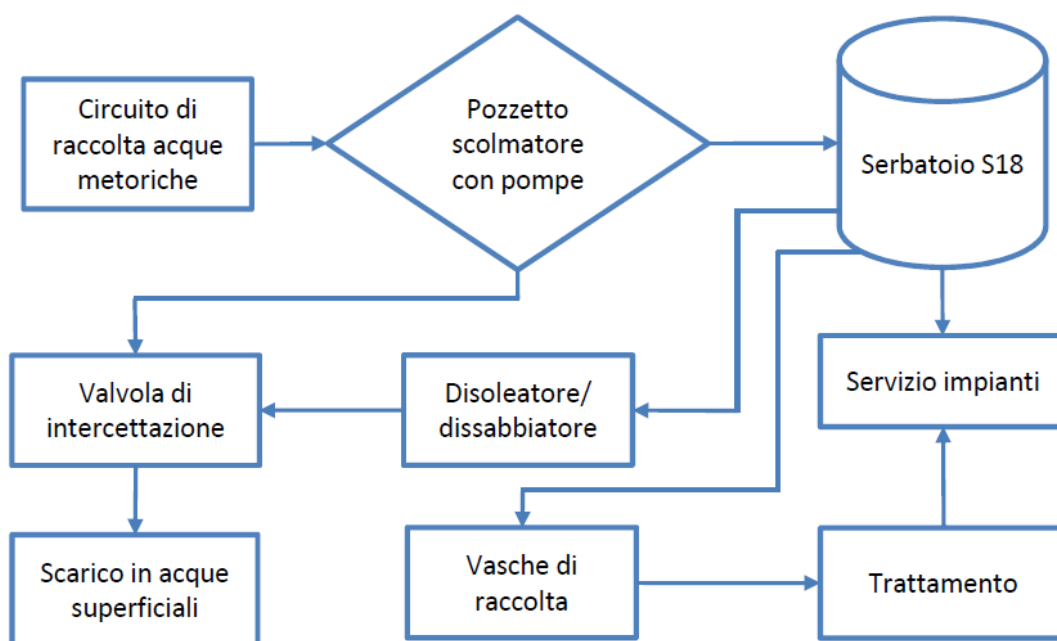 Circuito di
raccolta acque
metoriche
Pozzetto
scolmatore
con pompe
Serbatoio S18
Valvola di
intercettazione
Disoleatore/
dissabbiatore
Servizio impianti
Scarico in acque
superficiali
Vasche di
raccolta
Trattamento